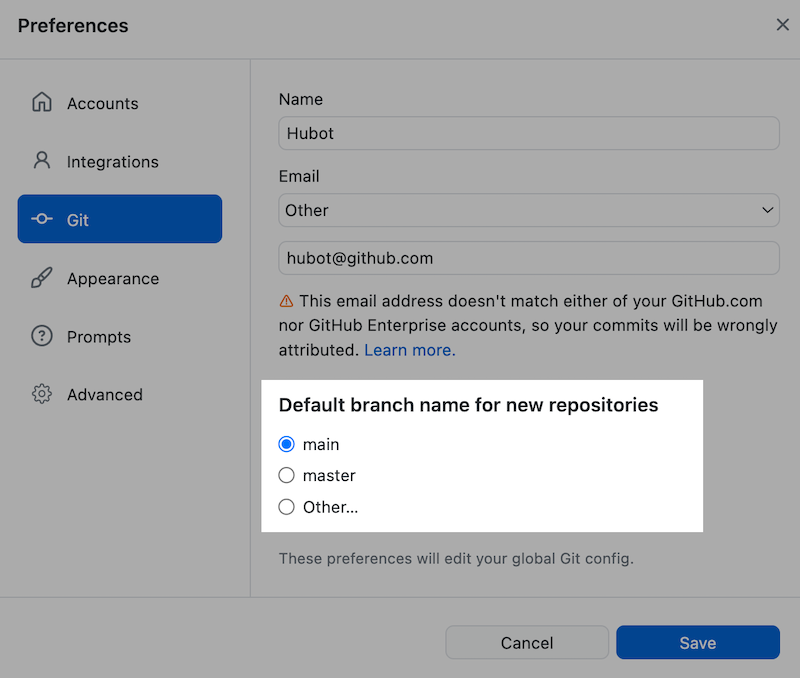 Preferences
Accounts
Integrations
Git
Appearance
Prompts
Advanced
Name
Hubot
Email
Other
hubot@github.com
This email address doesn't match either of your GitHub.com
nor GitHub Enterprise accounts, so your commits will be wrongly
attributed. Learn more.
Default branch name for new repositories
main
master
Other...
These preferences will edit your global Git config.
Cancel
Save